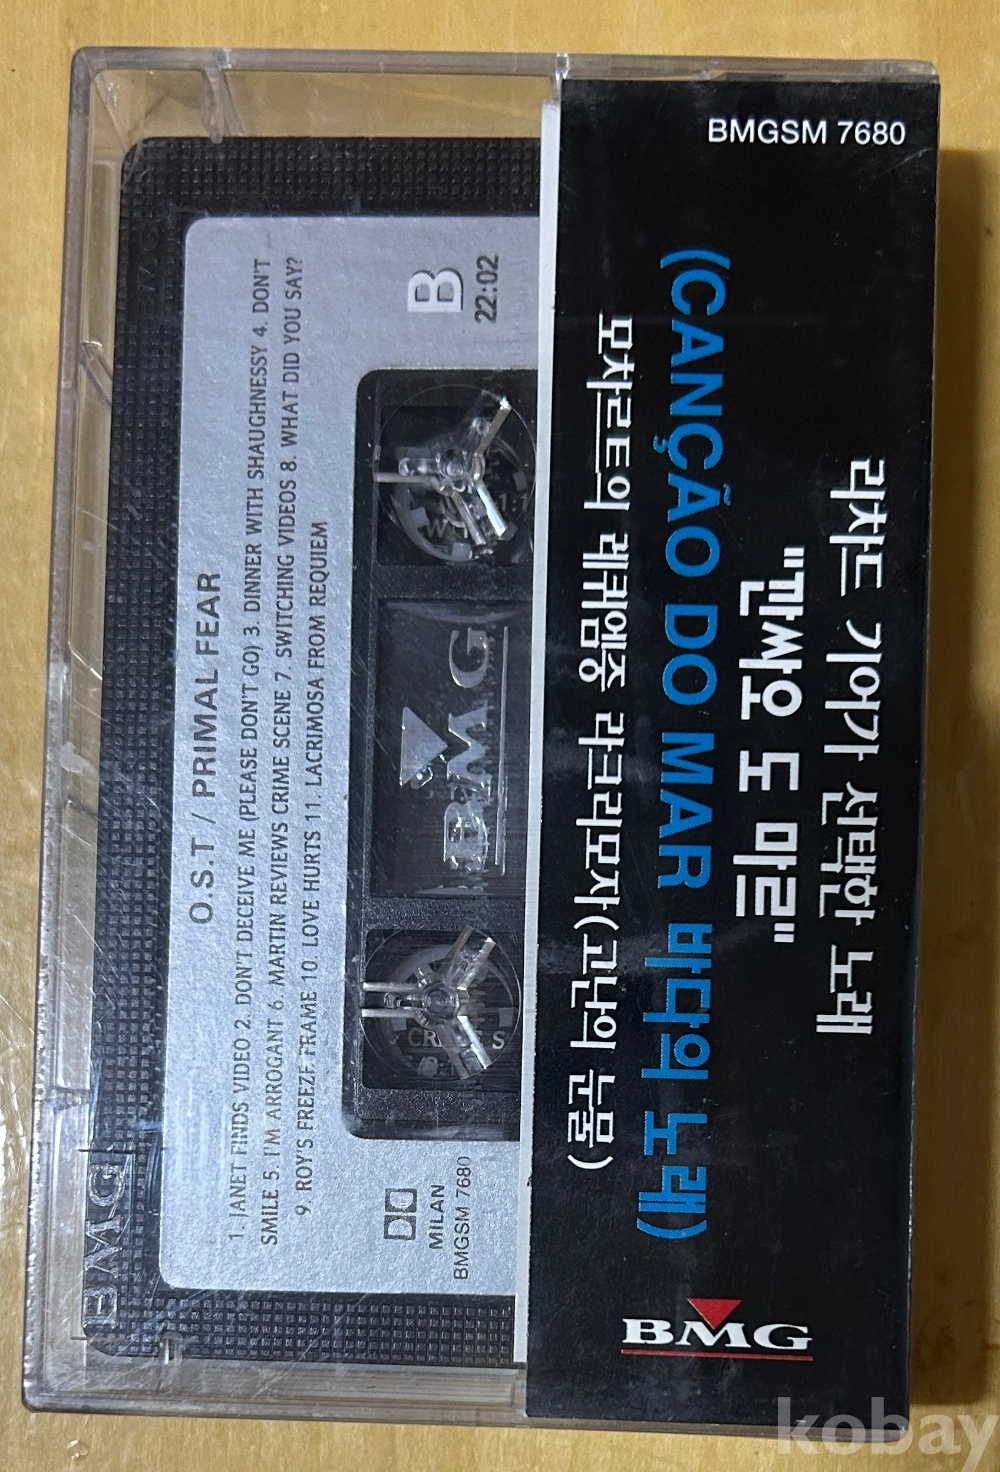 BMGSM 7680
리차드 기어가 선택한 노래
"깐싸오 도 마르"
(CANÇÃO DO MAR 바다의 노래)
모차르트의 레퀴엠중 라크리모자(고난의 눈물)
BMG
O.S.T / PRIMAL FEAR
1. JANET FINDS VIDEO 2. DON'T DECEIVE ME (PLEASE DON'T GO) 3. DINNER WITH SHAUGHNESSY 4. DON'T
SMILE 5. I'M ARROGANT 6 MARTIN REVIEWS CRIME SCENE 7. SWITCHING VIDEOS 8. WHAT DID YOU SAY?
9. ROY'S FREEZE FRAME 10. LOVE HURTS 11. LACRIMOSA FROM REQUIEM
B
22:02
BMG
MILAN
BMGSM 7680
BMG
kobay